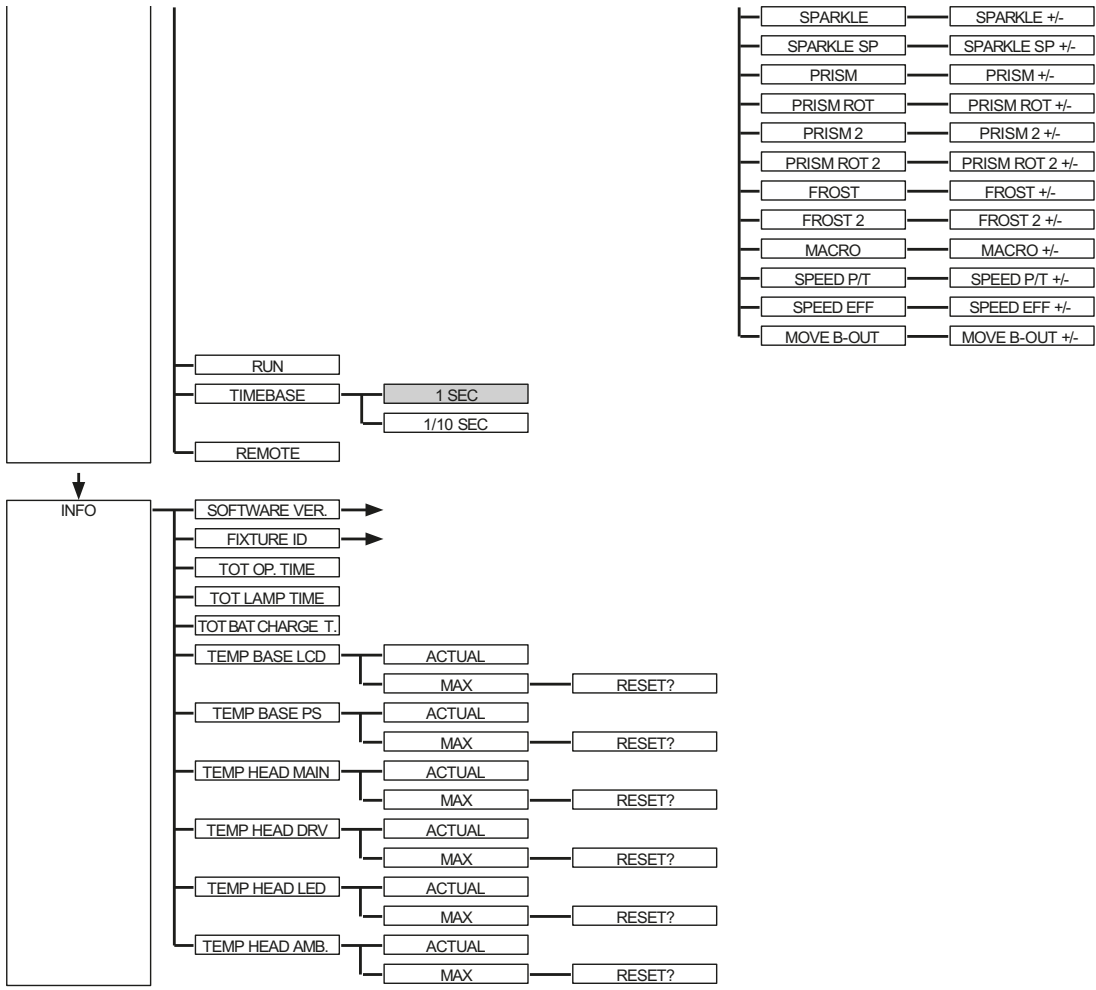 SPARKLE SPARKLE +/-
SPARKLE SP SPARKLE SP +/-
PRISM PRISM +/-
PRISM ROT PRISM ROT +/-
PRISM 2 PRISM 2 +/-
PRISM ROT 2 PRISM ROT 2 +/-
FROST FROST +/-
FROST 2 FROST 2 +/-
MACRO MACRO +/-
SPEED P/T SPEED P/T +/-
SPEED EFF SPEED EFF +/-
MOVE B-OUT MOVE B-OUT +/-
RUN
TIMEBASE 1 SEC
1/10 SEC
REMOTE
INFO SOFTWARE VER.
FIXTURE ID
TOT OP. TIME
TOT LAMP TIME
TOT BAT CHARGE T.
TEMP BASE LCD ACTUAL
MAX RESET?
TEMP BASE PS ACTUAL
MAX RESET?
TEMP HEAD MAIN ACTUAL
MAX RESET?
TEMP HEAD DRV ACTUAL
MAX RESET?
TEMP HEAD LED ACTUAL
MAX RESET?
TEMP HEAD AMB. ACTUAL
MAX RESET?